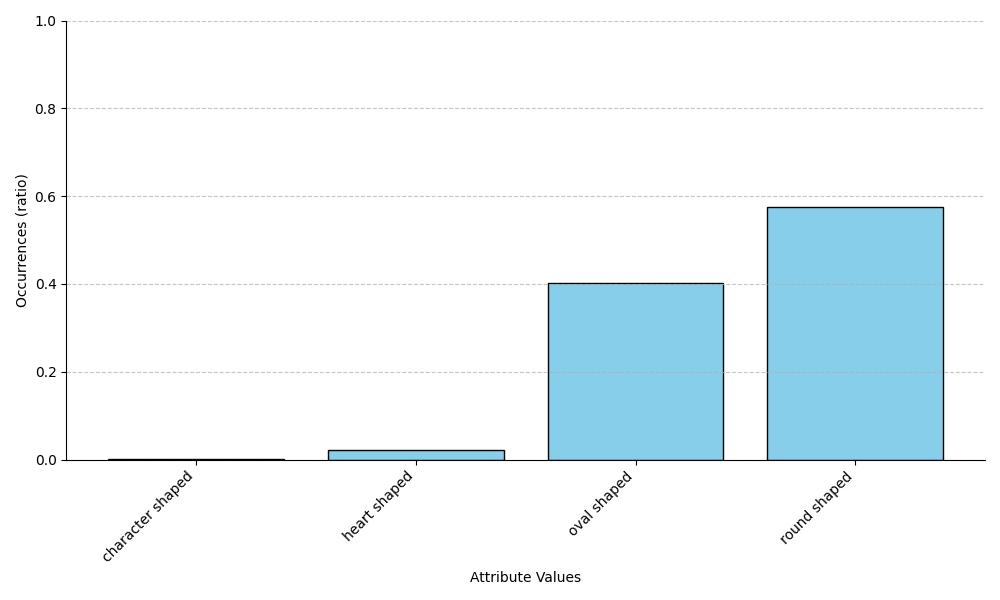 1.0
0.8
0.6
0.4
0.2
0.0
Occurrences (ratio)
character shaped
heart shaped
oval shaped
round shaped
Attribute Values